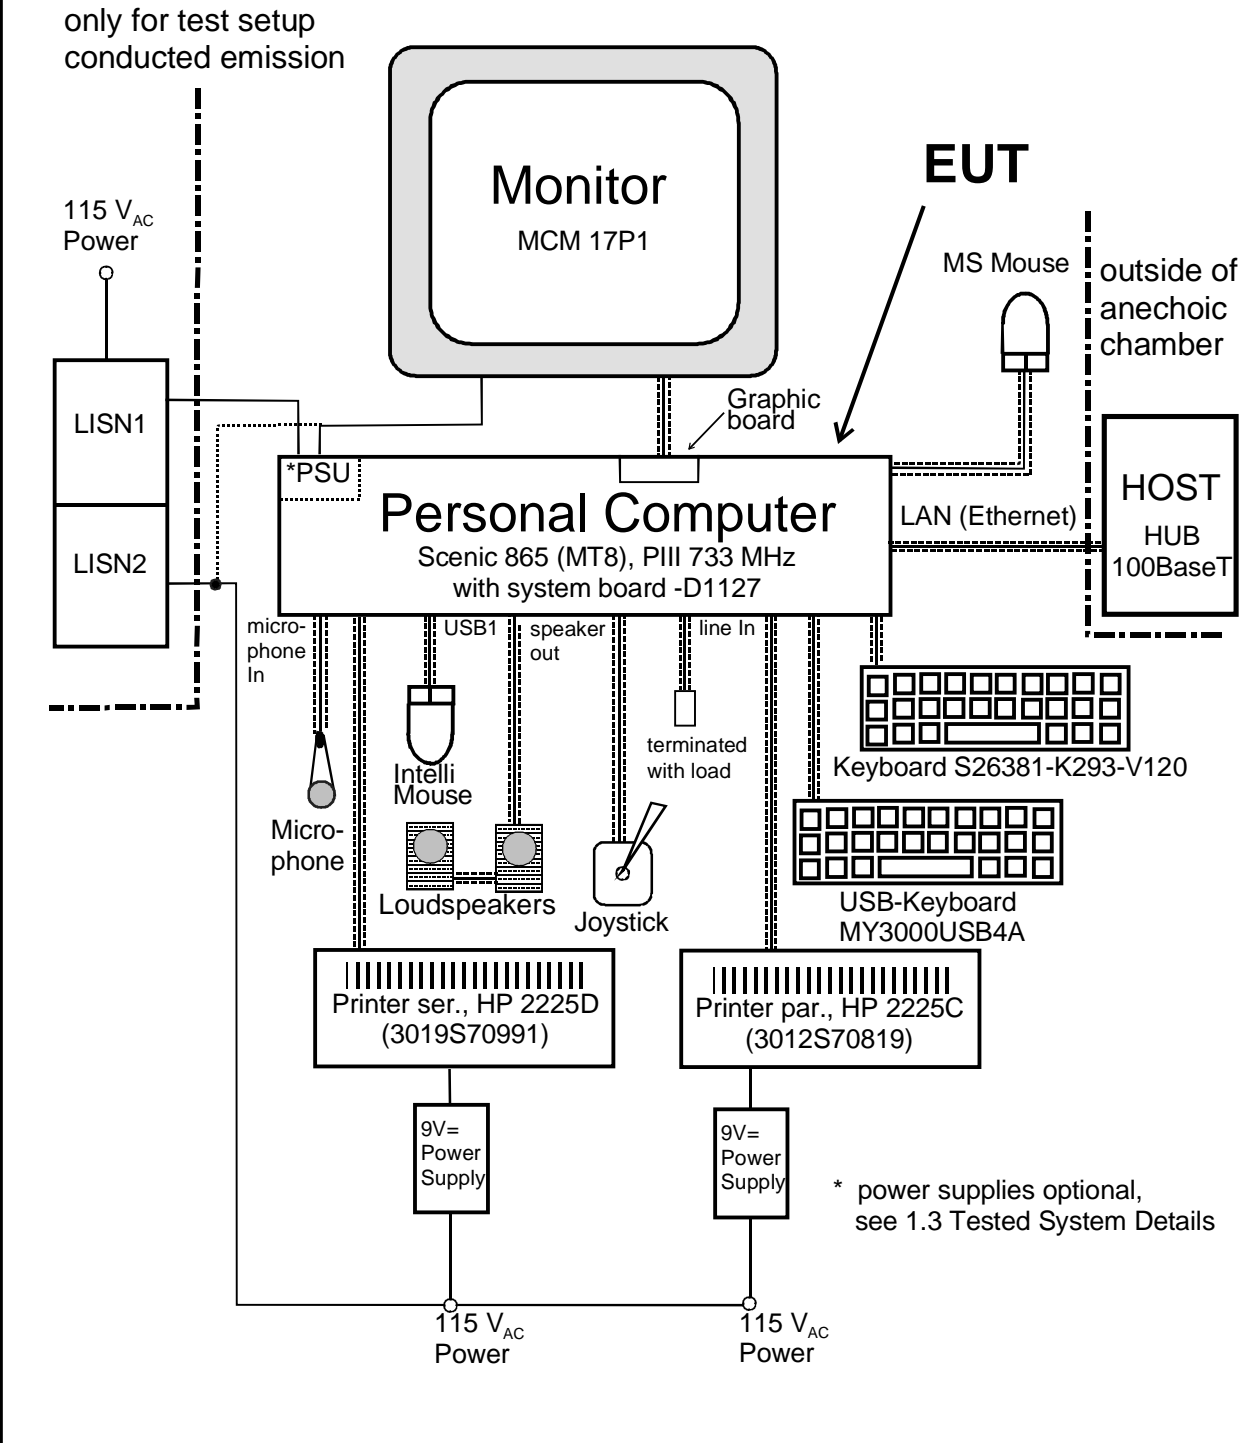 only for test setup
conducted emission
Monitor
MCM 17P1
EUT
115 VAC
Power
MS Mouse
outside of
anechoic
chamber
LISN1
Graphic
board
*PSU
Personal Computer
Scenic 865 (MT8), PIII 733 MHz
with system board -D1127
LAN (Ethernet)
HOST
HUB
100BaseT
LISN2
micro-
phone
In
USB1
speaker
out
line In
terminated
with load
Keyboard S26381-K293-V120
Intelli
Mouse
Micro-
phone
Loudspeakers
Joystick
USB-Keyboard
MY3000USB4A
Printer ser., HP 2225D
(3019S70991)
Printer par., HP 2225C
(3012S70819)
9V=
Power
Supply
9V=
Power
Supply
* power supplies optional,
see 1.3 Tested System Details
115 VAC
Power
115 VAC
Power